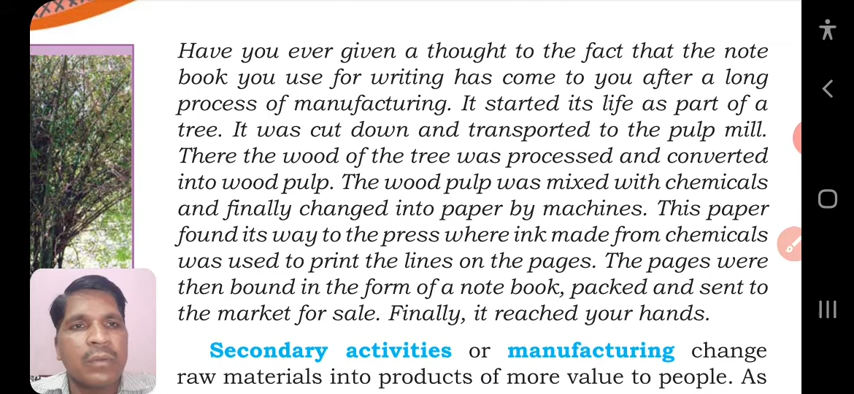 Have you ever given a thought to the fact that the note
book you use for writing has come to you after a long
process of manufacturing. It started its life as part of a
tree. It was cut down and transported to the pulp mill.
There the wood of the tree was processed and converted
into wood pulp. The wood pulp was mixed with chemicals
and finally changed into paper by machines. This paper
found its way to the press where ink made from chemicals
was used to print the lines on the pages. The pages were
then bound in the form of a note book, packed and sent to
the market for sale. Finally, it reached your hands.
Secondary activities or manufacturing change
raw materials into products of more value to people. As